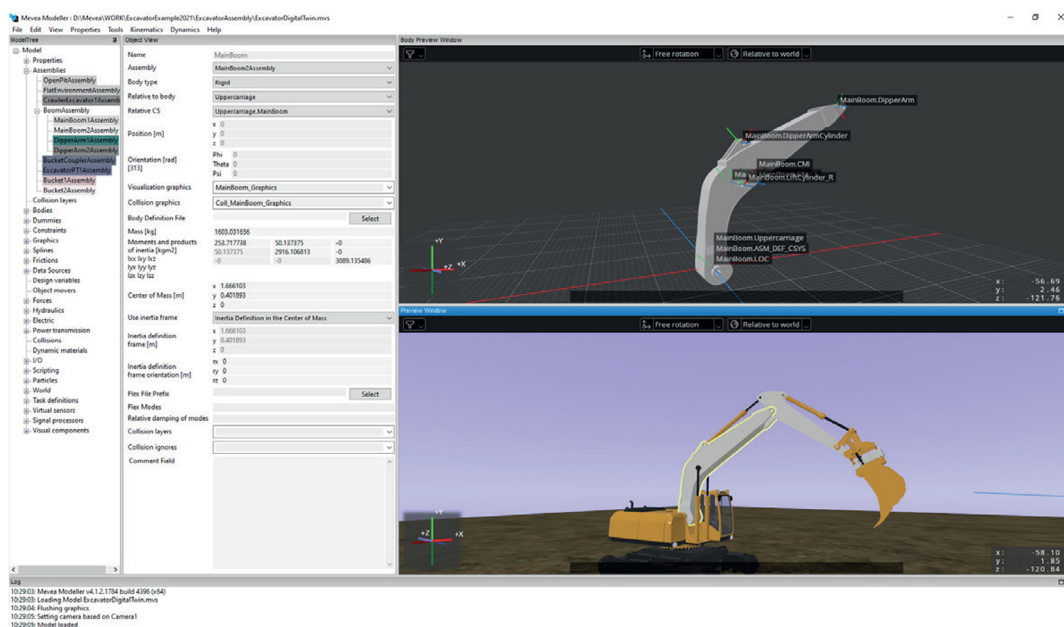 Mevea Modeller : D:\Mevea\WORK\ExcavatorExample2021\ExcavatorAssembly\ExcavatorDigitalTwin.mvs
File Edit View Properties Tools Kinematics Dynamics Help
ModelTree
Model
Properties
Assemblies
OpenPitAssembly
FlatEnvironmentAssembly
CrawlerExcavator1Assemb
BoomAssembly
MainBoom1Assembly
MainBoom2Assembly
DipperArm1Assembly
DipperArm2Assembly
BucketCouplerAssembly
ExcavatorPT1Assembly
Bucket1Assembly
Bucket2Assembly
Collision layers
Bodies
Dummies
Constraints
Graphics
Splines
Frictions
Data Sources
Design variables
Object movers
Forces
Hydraulics
Electric
Power transmission
Collisions
Dynamic materials
I/O
Scripting
Particles
World
Task definitions
Virtual sensors
Signal processors
Visual components
Object View
Name MainBoom
Assembly MainBoom2Assembly
Body type Rigid
Relative to body Uppercarriage
Relative CS Uppercarriage.MainBoom
Position [m] x 0
y 0
z 0
Orientation [rad] [313] Phi 0
Theta 0
Psi 0
Visualization graphics MainBoom_Graphics
Collision graphics Coll_MainBoom_Graphics
Body Definition File Select
Mass [kg] 1603.031656
Moments and products 253.717738 50.137375 -0
of inertia [kgm2] 50.137375 2916.106813 -0
Ixx Ixy Ixz -0 -0 3089.135486
Iyx Iyy Iyz
Izx Izy Izz
Center of Mass [m] x 1.666103
y 0.401893
z 0
Use inertia frame Inertia Definition in the Center of Mass
Inertia definition frame [m] x 1.666103
y 0.401893
z 0
Inertia definition frame orientation [m] rx 0
ry 0
rz 0
Flex File Prefix Select
Flex Modes
Relative damping of modes
Collision layers
Collision ignores
Comment Field
Body Preview Window
Free rotation Relative to world
MainBoom.DipperArm
MainBoom.DipperArmCylinder
MainBoom.CMI
MainBoom.LiftCylinder_R
MainBoom.Uppercarriage
MainBoom.ASM_DEF_CSYS
MainBoom.LOC
+Y
+Z +X
x: -56.69
y: 2.46
z: -121.76
Preview Window
Free rotation Relative to world
+Y
+Z +X
x: -58.10
y: 1.85
z: -120.84
Log
10:29:03: Mevea Modeller v4.1.2.1784 build 4396 (x64)
10:29:03: Loading Model ExcavatorDigitalTwin.mvs
10:29:04: Flushing graphics
10:29:05: Setting camera based on Camera1
10:29:05: Model loaded